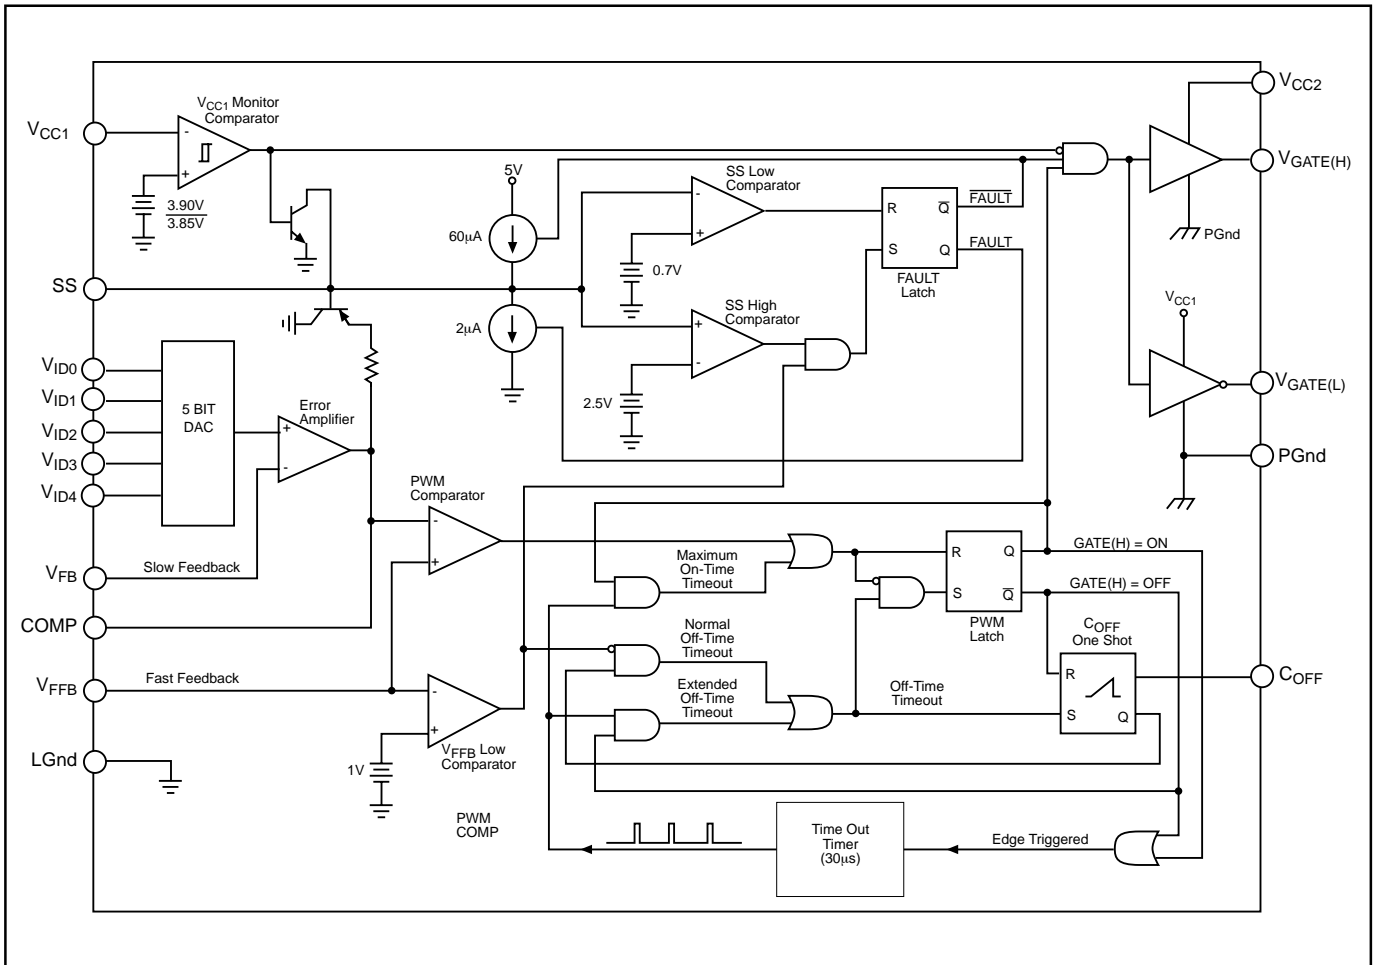 VCC1 Monitor
Comparator
VCC1
-
+
3.90V
3.85V
5V
60µA
SS Low
Comparator
-
+
0.7V
R
Q
FAULT
S
Q
FAULT
FAULT
Latch
VCC2
VGATE(H)
PGnd
SS
2µA
SS High
Comparator
+
-
2.5V
VCC1
VGATE(L)
PGnd
VID0
VID1
VID2
VID3
VID4
5 BIT
DAC
Error
Amplifier
+
-
PWM
Comparator
-
+
VFB
Slow Feedback
COMP
VFFB
Fast Feedback
-
+
VFFB Low
Comparator
1V
LGnd
PWM
COMP
Maximum
On-Time
Timeout
Normal
Off-Time
Timeout
Extended
Off-Time
Timeout
R
Q
GATE(H) = ON
S
Q
GATE(H) = OFF
PWM
Latch
COFF
One Shot
R
S
Q
Off-Time
Timeout
COFF
Time Out
Timer
(30µs)
Edge Triggered